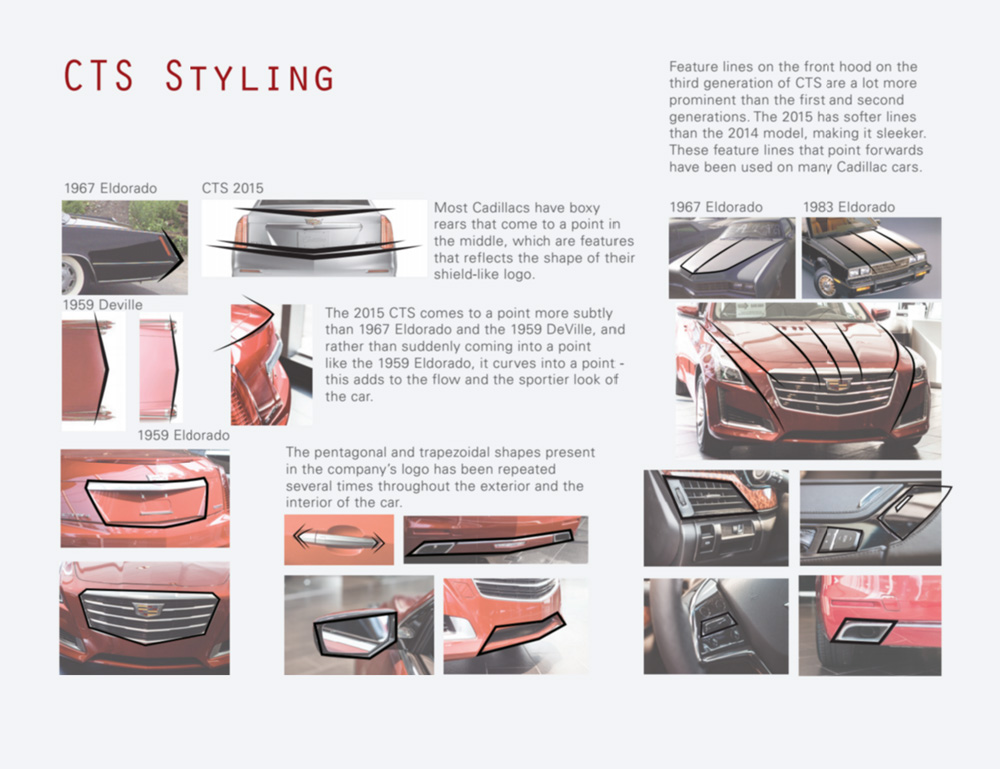 CTS Styling
Feature lines on the front hood on the
third generation of CTS are a lot more
prominent than the first and second
generations. The 2015 has softer lines
than the 2014 model, making it sleeker.
These feature lines that point forwards
have been used on many Cadillac cars.
1967 Eldorado
CTS 2015
Most Cadillacs have boxy
rears that come to a point in
the middle, which are features
that reflects the shape of their
shield-like logo.
1967 Eldorado
1983 Eldorado
1959 Deville
The 2015 CTS comes to a point more subtly
than 1967 Eldorado and the 1959 DeVille, and
rather than suddenly coming into a point
like the 1959 Eldorado, it curves into a point -
this adds to the flow and the sportier look of
the car.
1959 Eldorado
The pentagonal and trapezoidal shapes present
in the company's logo has been repeated
several times throughout the exterior and the
interior of the car.